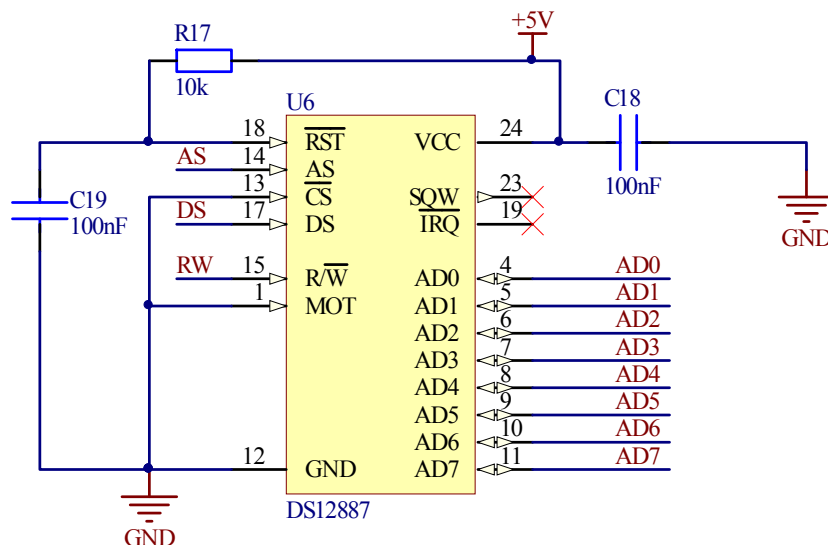 +5V
R17
10k
U6
C18
100nF
18 RST VCC 24
AS 14 AS
13 CS SQW 23
C19
100nF
DS 17 DS IRQ 19
GND
RW 15 R/W AD0 4 AD0
1 MOT AD1 5 AD1
AD2 6 AD2
AD3 7 AD3
AD4 8 AD4
AD5 9 AD5
AD6 10 AD6
12 GND AD7 11 AD7
DS12887
GND